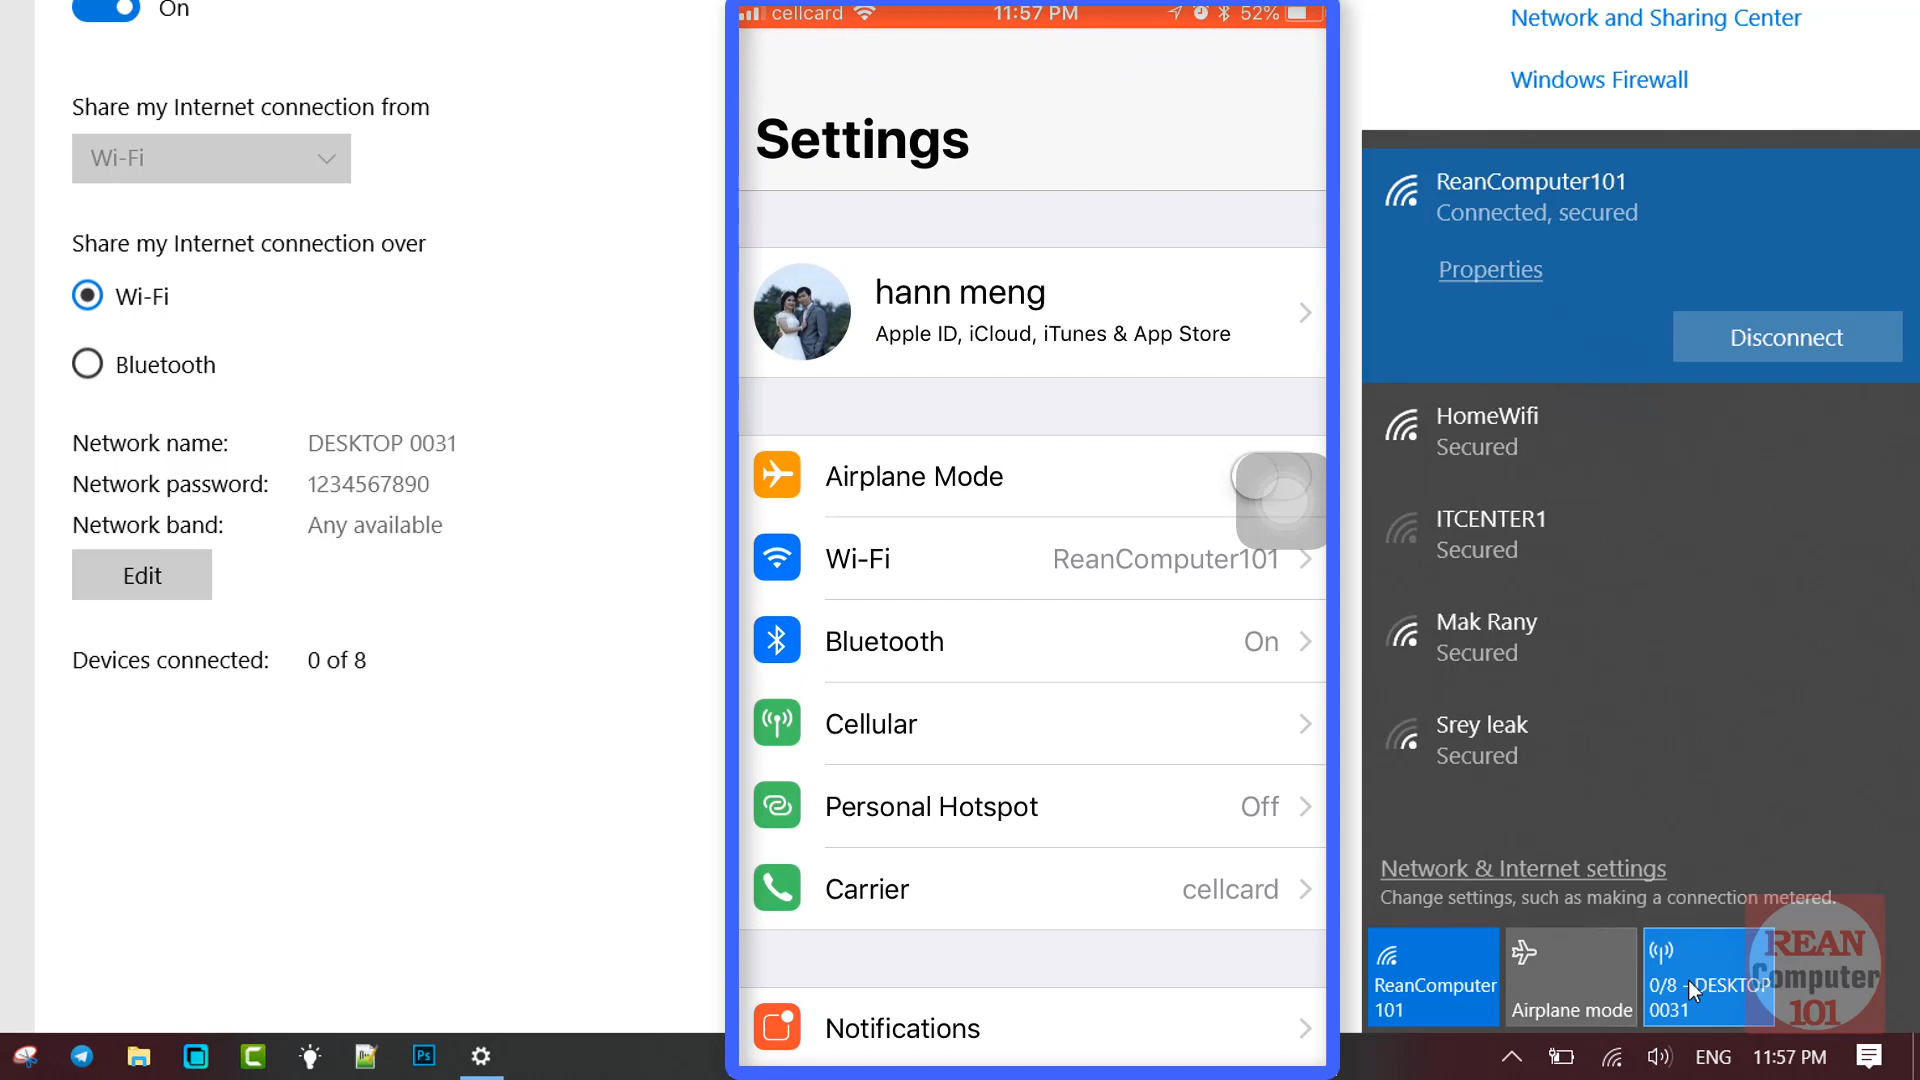 On
Share my Internet connection from
Wi-Fi
Share my Internet connection over
Wi-Fi
Bluetooth
Network name: DESKTOP 0031
Network password: 1234567890
Network band: Any available
Edit
Devices connected: 0 of 8
cellcard 11:57 PM 52%
Settings
hann meng
Apple ID, iCloud, iTunes & App Store
Airplane Mode
Wi-Fi ReanComputer101
Bluetooth On
Cellular
Personal Hotspot Off
Carrier cellcard
Notifications
Network and Sharing Center
Windows Firewall
ReanComputer101
Connected, secured
Properties
Disconnect
HomeWifi
Secured
ITCENTER1
Secured
Mak Rany
Secured
Srey leak
Secured
Network & Internet settings
Change settings, such as making a connection metered.
ReanComputer
101
Airplane mode
0/8 - DESKTOP
0031
REAN
Computer
101
Ps
ENG 11:57 PM